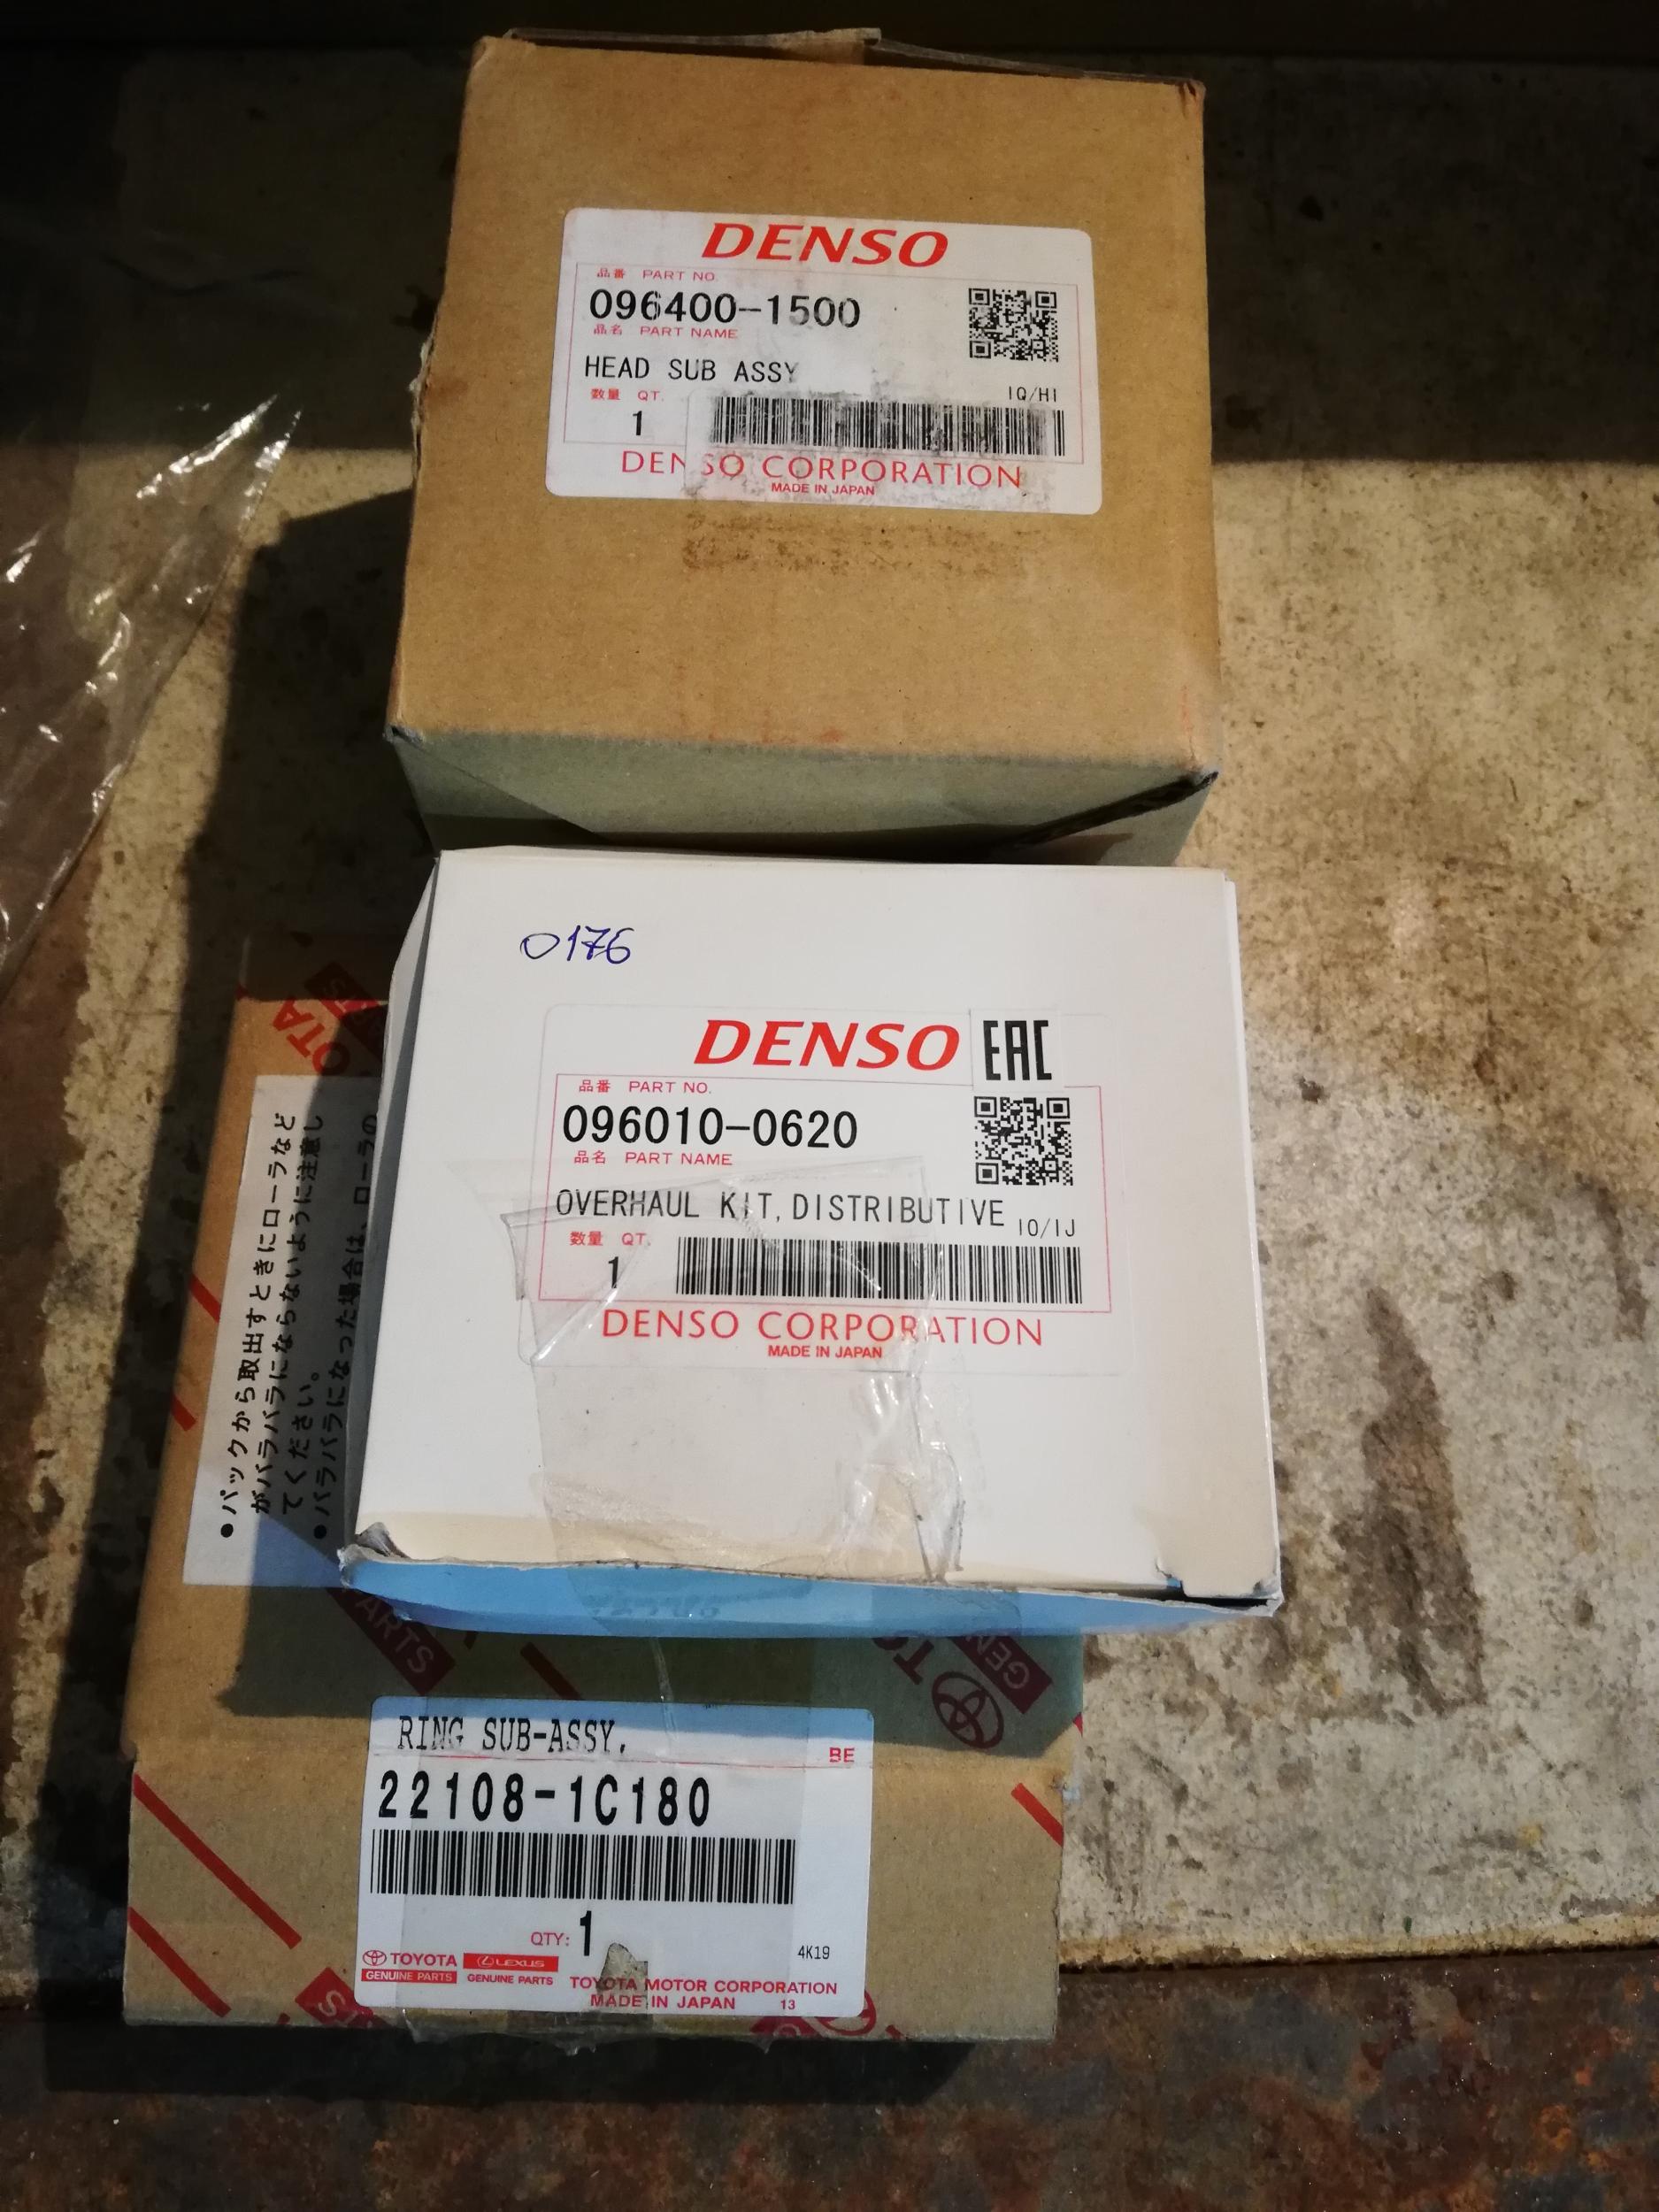 DENSO
品番 PART NO.
096400-1500
品名 PART NAME
HEAD SUB ASSY
IQ/HI
数量 QT.
1
DENSO CORPORATION
MADE IN JAPAN
0176
DENSO EAC
品番 PART NO.
096010-0620
品名 PART NAME
OVERHAUL KIT, DISTRIBUTIVE
IO/IJ
数量 QT.
1
DENSO CORPORATION
MADE IN JAPAN
●パックから取出すときにローラなど
がバラバラにならないように注意し
てください。
●バラバラになった場合は、ローラの
PARTS
GEN
RING SUB-ASSY,
BE
22108-1C180
QTY: 1
4K19
TOYOTA
GENUINE PARTS
LEXUS
GENUINE PARTS
TOYOTA MOTOR CORPORATION
MADE IN JAPAN 13